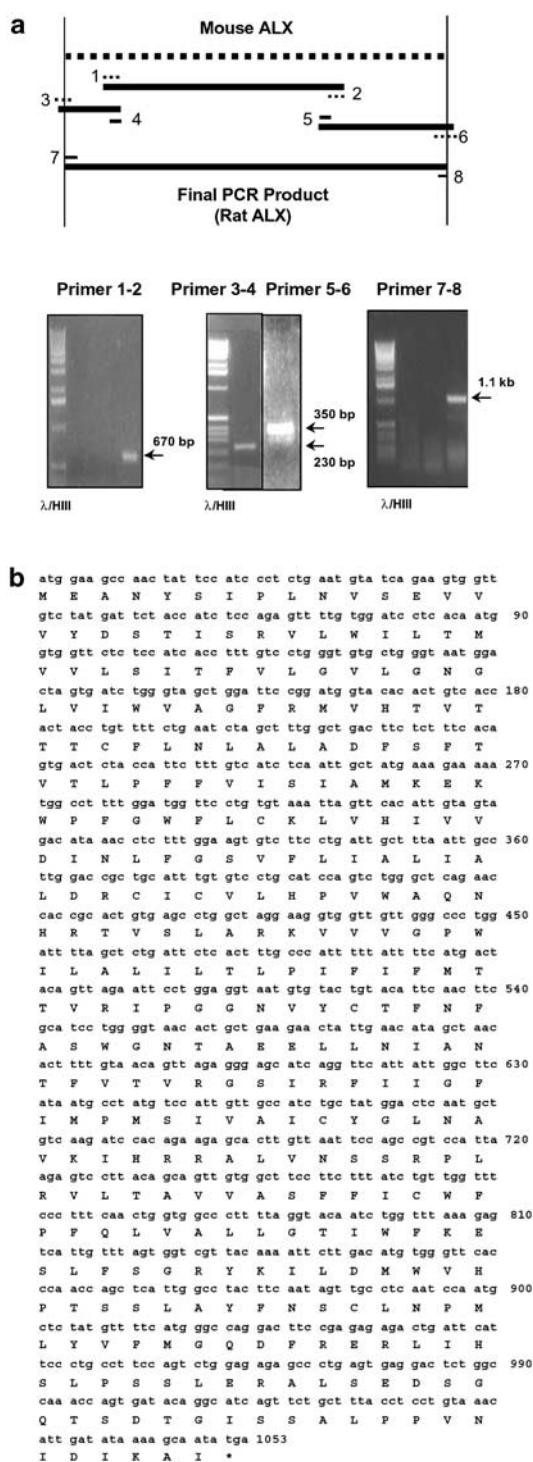 a
Mouse ALX
1
2
3
4
5
6
7
8
Final PCR Product
(Rat ALX)
Primer 1-2 Primer 3-4 Primer 5-6 Primer 7-8
670 bp
350 bp
230 bp
1.1 kb
λ/HIII λ/HIII λ/HIII
b
atg gaa gcc aac tat tcc atc cct ctg aat gta tca gaa gtg gtt
M E A N Y S I P L N V S E V V
gtc tat gat tct acc atc tcc aga gtt ttg tgg atc ctc aca atg 90
V Y D S T I S R V L W I L T M
gtg gtt ctc tcc atc acc ttt gtc ctg ggt gtg ctg ggt aat gga
V V L S I T F V L G V L G N G
cta gtg atc tgg gta gct gga ttc cgg atg gta cac act gtc acc 180
L V I W V A G F R M V H T V T
act acc tgt ttt ctg aat cta gct ttg gct gac ttc tct ttc aca
T T C F L N L A L A D F S F T
gtg act cta cca ttc ttt gtc atc tca att gct atg aaa gaa aaa 270
V T L P F F V I S I A M K E K
tgg cct ttt gga tgg ttc ctg tgt aaa tta gtt cac att gta gta
W P F G W F L C K L V H I V V
gac ata aac ctc ttt gga agt gtc ttc ctg att gct tta att gcc 360
D I N L F G S V F L I A L I A
ttg gac cgc tgc att tgt gtc ctg cat cca gtc tgg gct cag aac
L D R C I C V L H P V W A Q N
cac cgc act gtg agc ctg gct agg aag gtg gtt gtt ggg ccc tgg 450
H R T V S L A R K V V V G P W
att tta gct ctg att ctc act ttg ccc att ttt att ttc atg act
I L A L I L T L P I F I F M T
aca gtt aga att cct gga ggt aat gtg tac tgt aca ttc aac ttc 540
T V R I P G G N V Y C T F N F
gca tcc tgg ggt aac act gct gaa gaa cta ttg aac ata gct aac
A S W G N T A E E L L N I A N
act ttt gta aca gtt aga ggg agc atc agg ttc att att ggc ttc 630
T F V T V R G S I R F I I G F
ata atg cct atg tcc att gtt gcc atc tgc tat gga ctc aat gct
I M P M S I V A I C Y G L N A
gtc aag atc cac aga aga gca ctt gtt aat tcc agc cgt cca tta 720
V K I H R R A L V N S S R P L
aga gtc ctt aca gca gtt gtg gct tcc ttc ttt atc tgt tgg ttt
R V L T A V V A S F F I C W F
ccc ttt caa ctg gtg gcc ctt tta ggt aca atc tgg ttt aaa gag 810
P F Q L V A L L G T I W F K E
tca ttg ttt agt ggt cgt tac aaa att ctt gac atg tgg gtt cac
S L F S G R Y K I L D M W V H
cca acc agc tca ttg gcc tac ttc aat agt tgc ctc aat cca atg 900
P T S S L A Y F N S C L N P M
ctc tat gtt ttc atg ggc cag gac ttc cga gag aga ctg att cat
L Y V F M G Q D F R E R L I H
tcc ctg cct tcc agt ctg gag aga gcc ctg agt gag gac tct ggc 990
S L P S S L E R A L S E D S G
caa acc agt gat aca ggc atc agt tct gct tta cct cct gta aac
Q T S D T G I S S A L P P V N
att gat ata aaa gca ata tga 1053
I D I K A I *